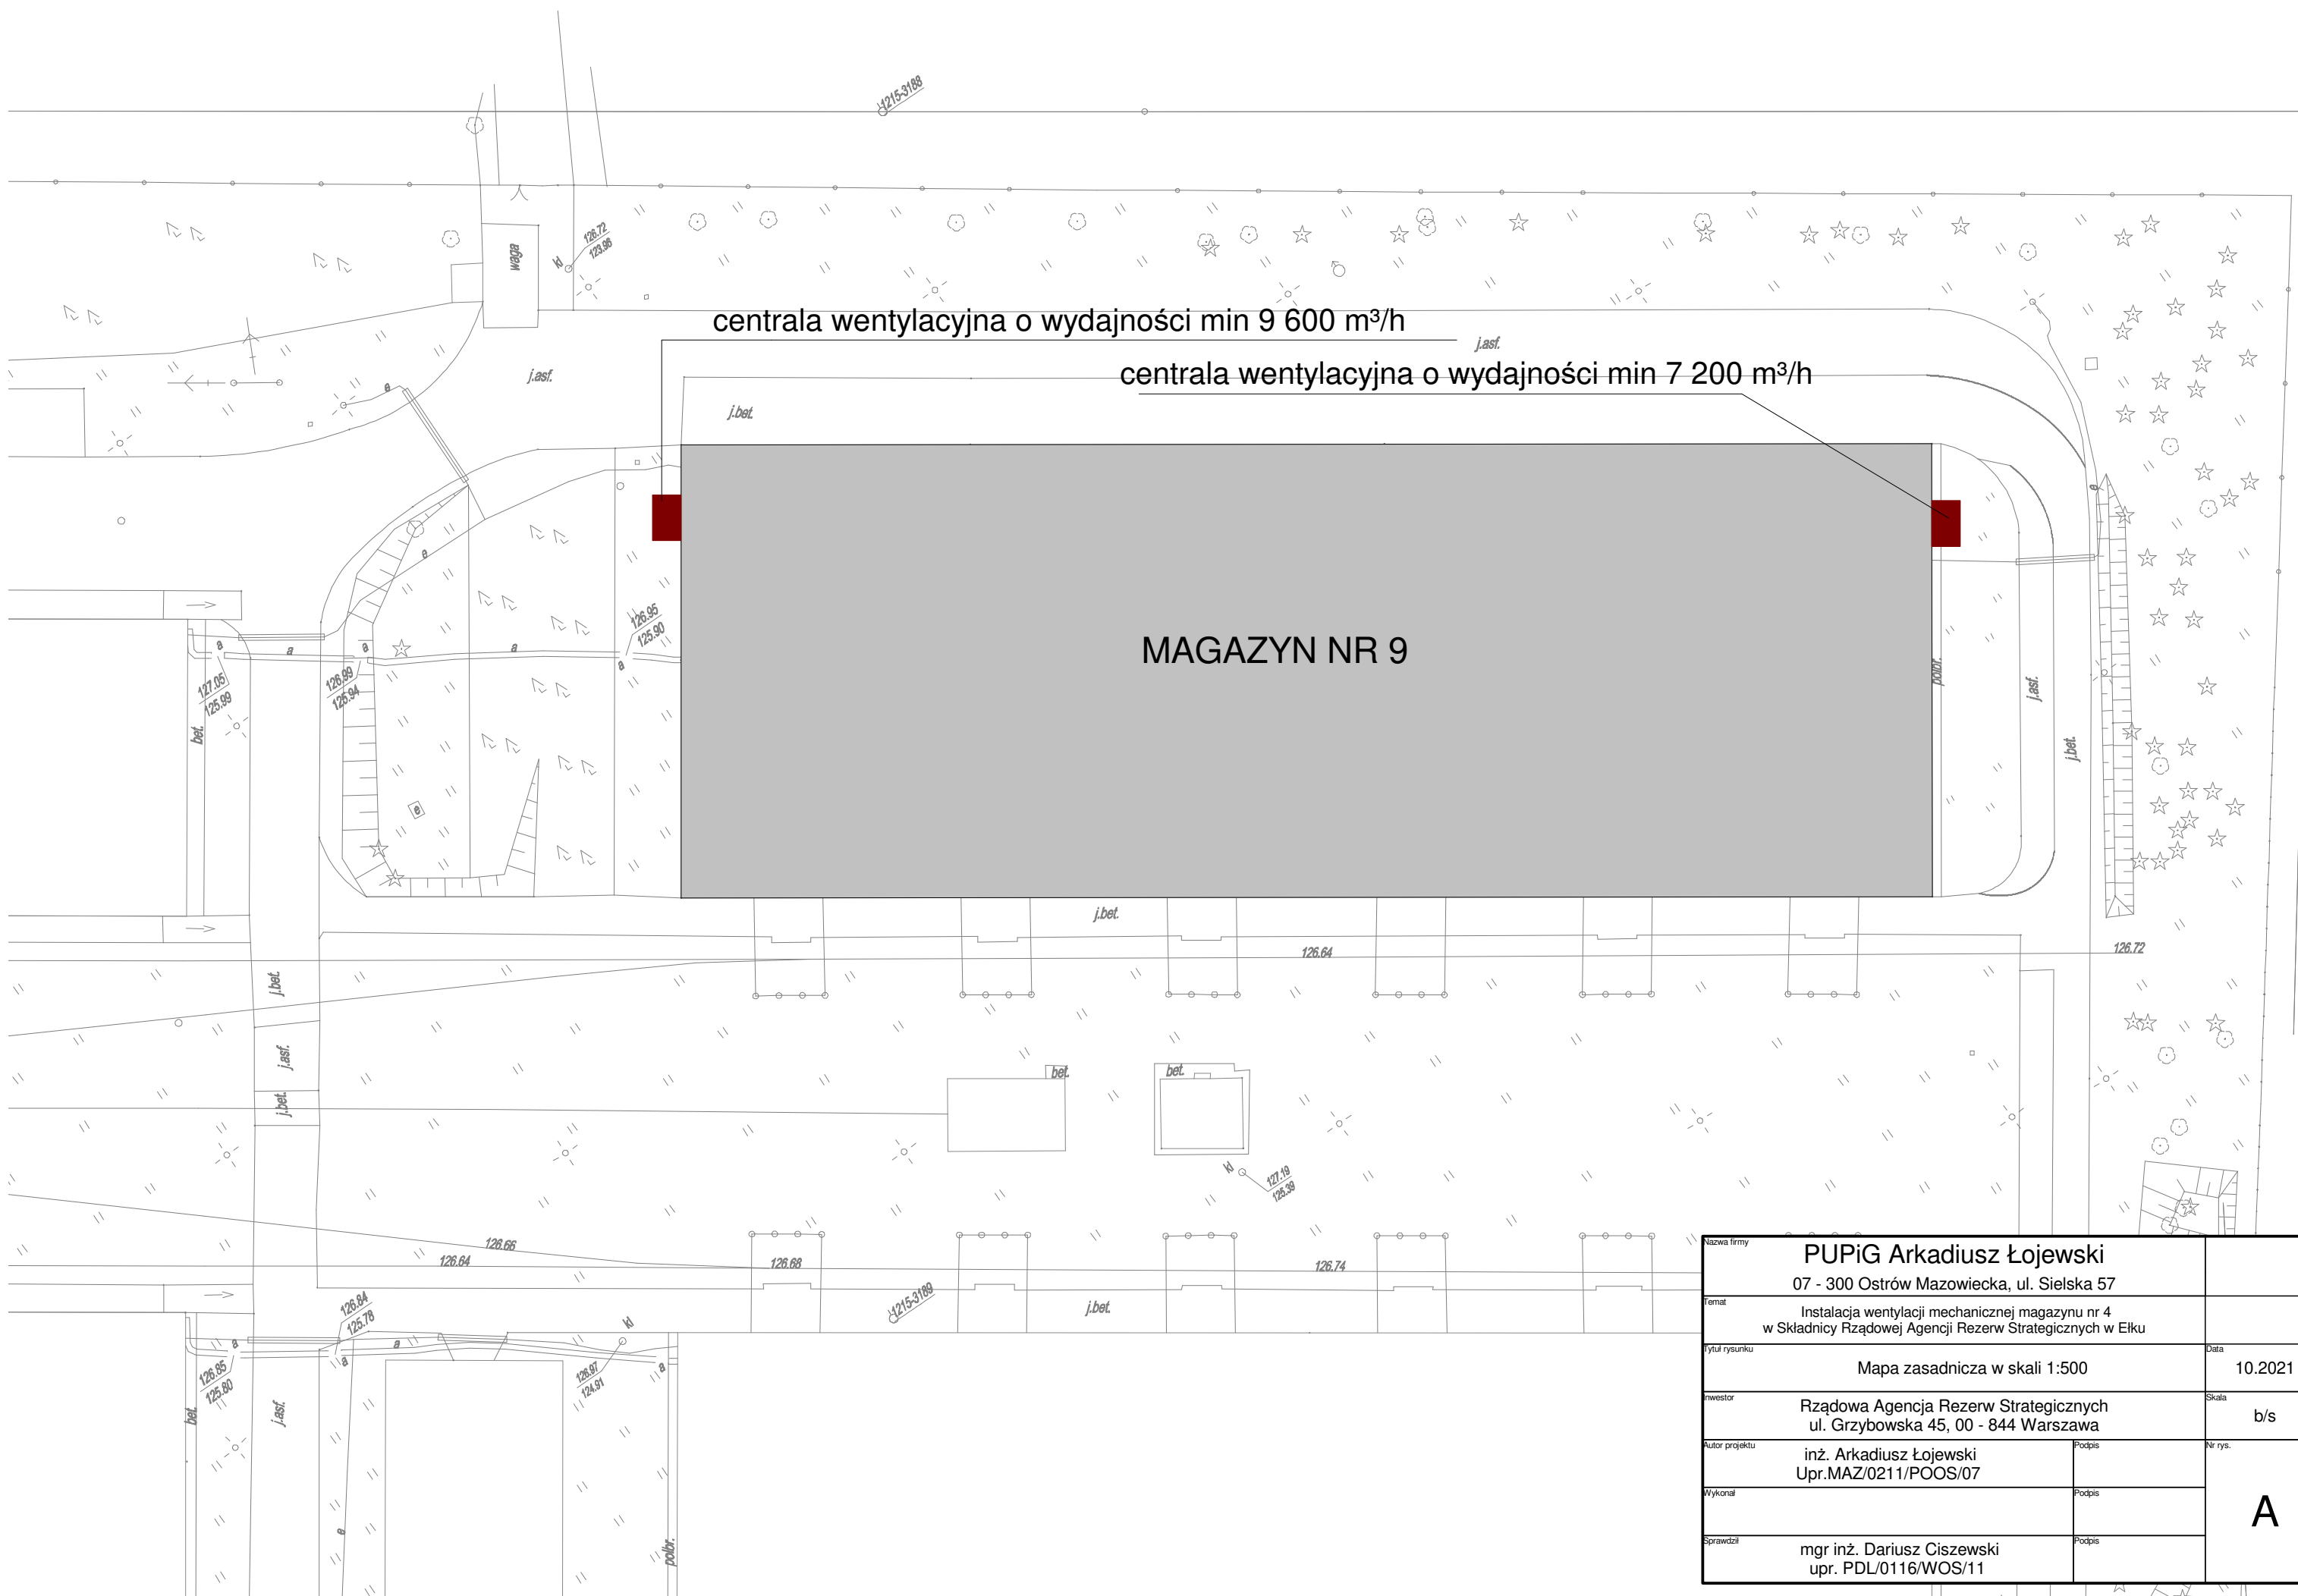 1215-3188
waga
kł
126.72
123.96
centrala wentylacyjna o wydajności min 9 600 m³/h
j.asf.
centrala wentylacyjna o wydajności min 7 200 m³/h
j.asf.
e
j.bet.
e
e
126.95
125.90
a
a
a
a
a
MAGAZYN NR 9
127.05
125.99
126.99
125.94
polbr.
j.asf.
bet.
j.bet.
e
j.bet.
126.64
126.72
j.bet.
j.asf.
bet.
bet.
j.bet.
kł
127.19
125.39
126.66
126.64
126.68
126.74
1215-3189
j.bet.
126.84
125.78
kł
a
a
a
a
126.85
125.80
126.97
124.91
bet.
j.asf.
e
polbr.
Nazwa firmy
PUPiG Arkadiusz Łojewski
07 - 300 Ostrów Mazowiecka, ul. Sielska 57
Temat
Instalacja wentylacji mechanicznej magazynu nr 4
w Składnicy Rządowej Agencji Rezerw Strategicznych w Ełku
Tytuł rysunku
Mapa zasadnicza w skali 1:500
Data
10.2021
Inwestor
Rządowa Agencja Rezerw Strategicznych
ul. Grzybowska 45, 00 - 844 Warszawa
Skala
b/s
Autor projektu
inż. Arkadiusz Łojewski
Upr.MAZ/0211/POOS/07
Podpis
Nr rys.
A
Wykonał
Podpis
Sprawdził
mgr inż. Dariusz Ciszewski
upr. PDL/0116/WOS/11
Podpis